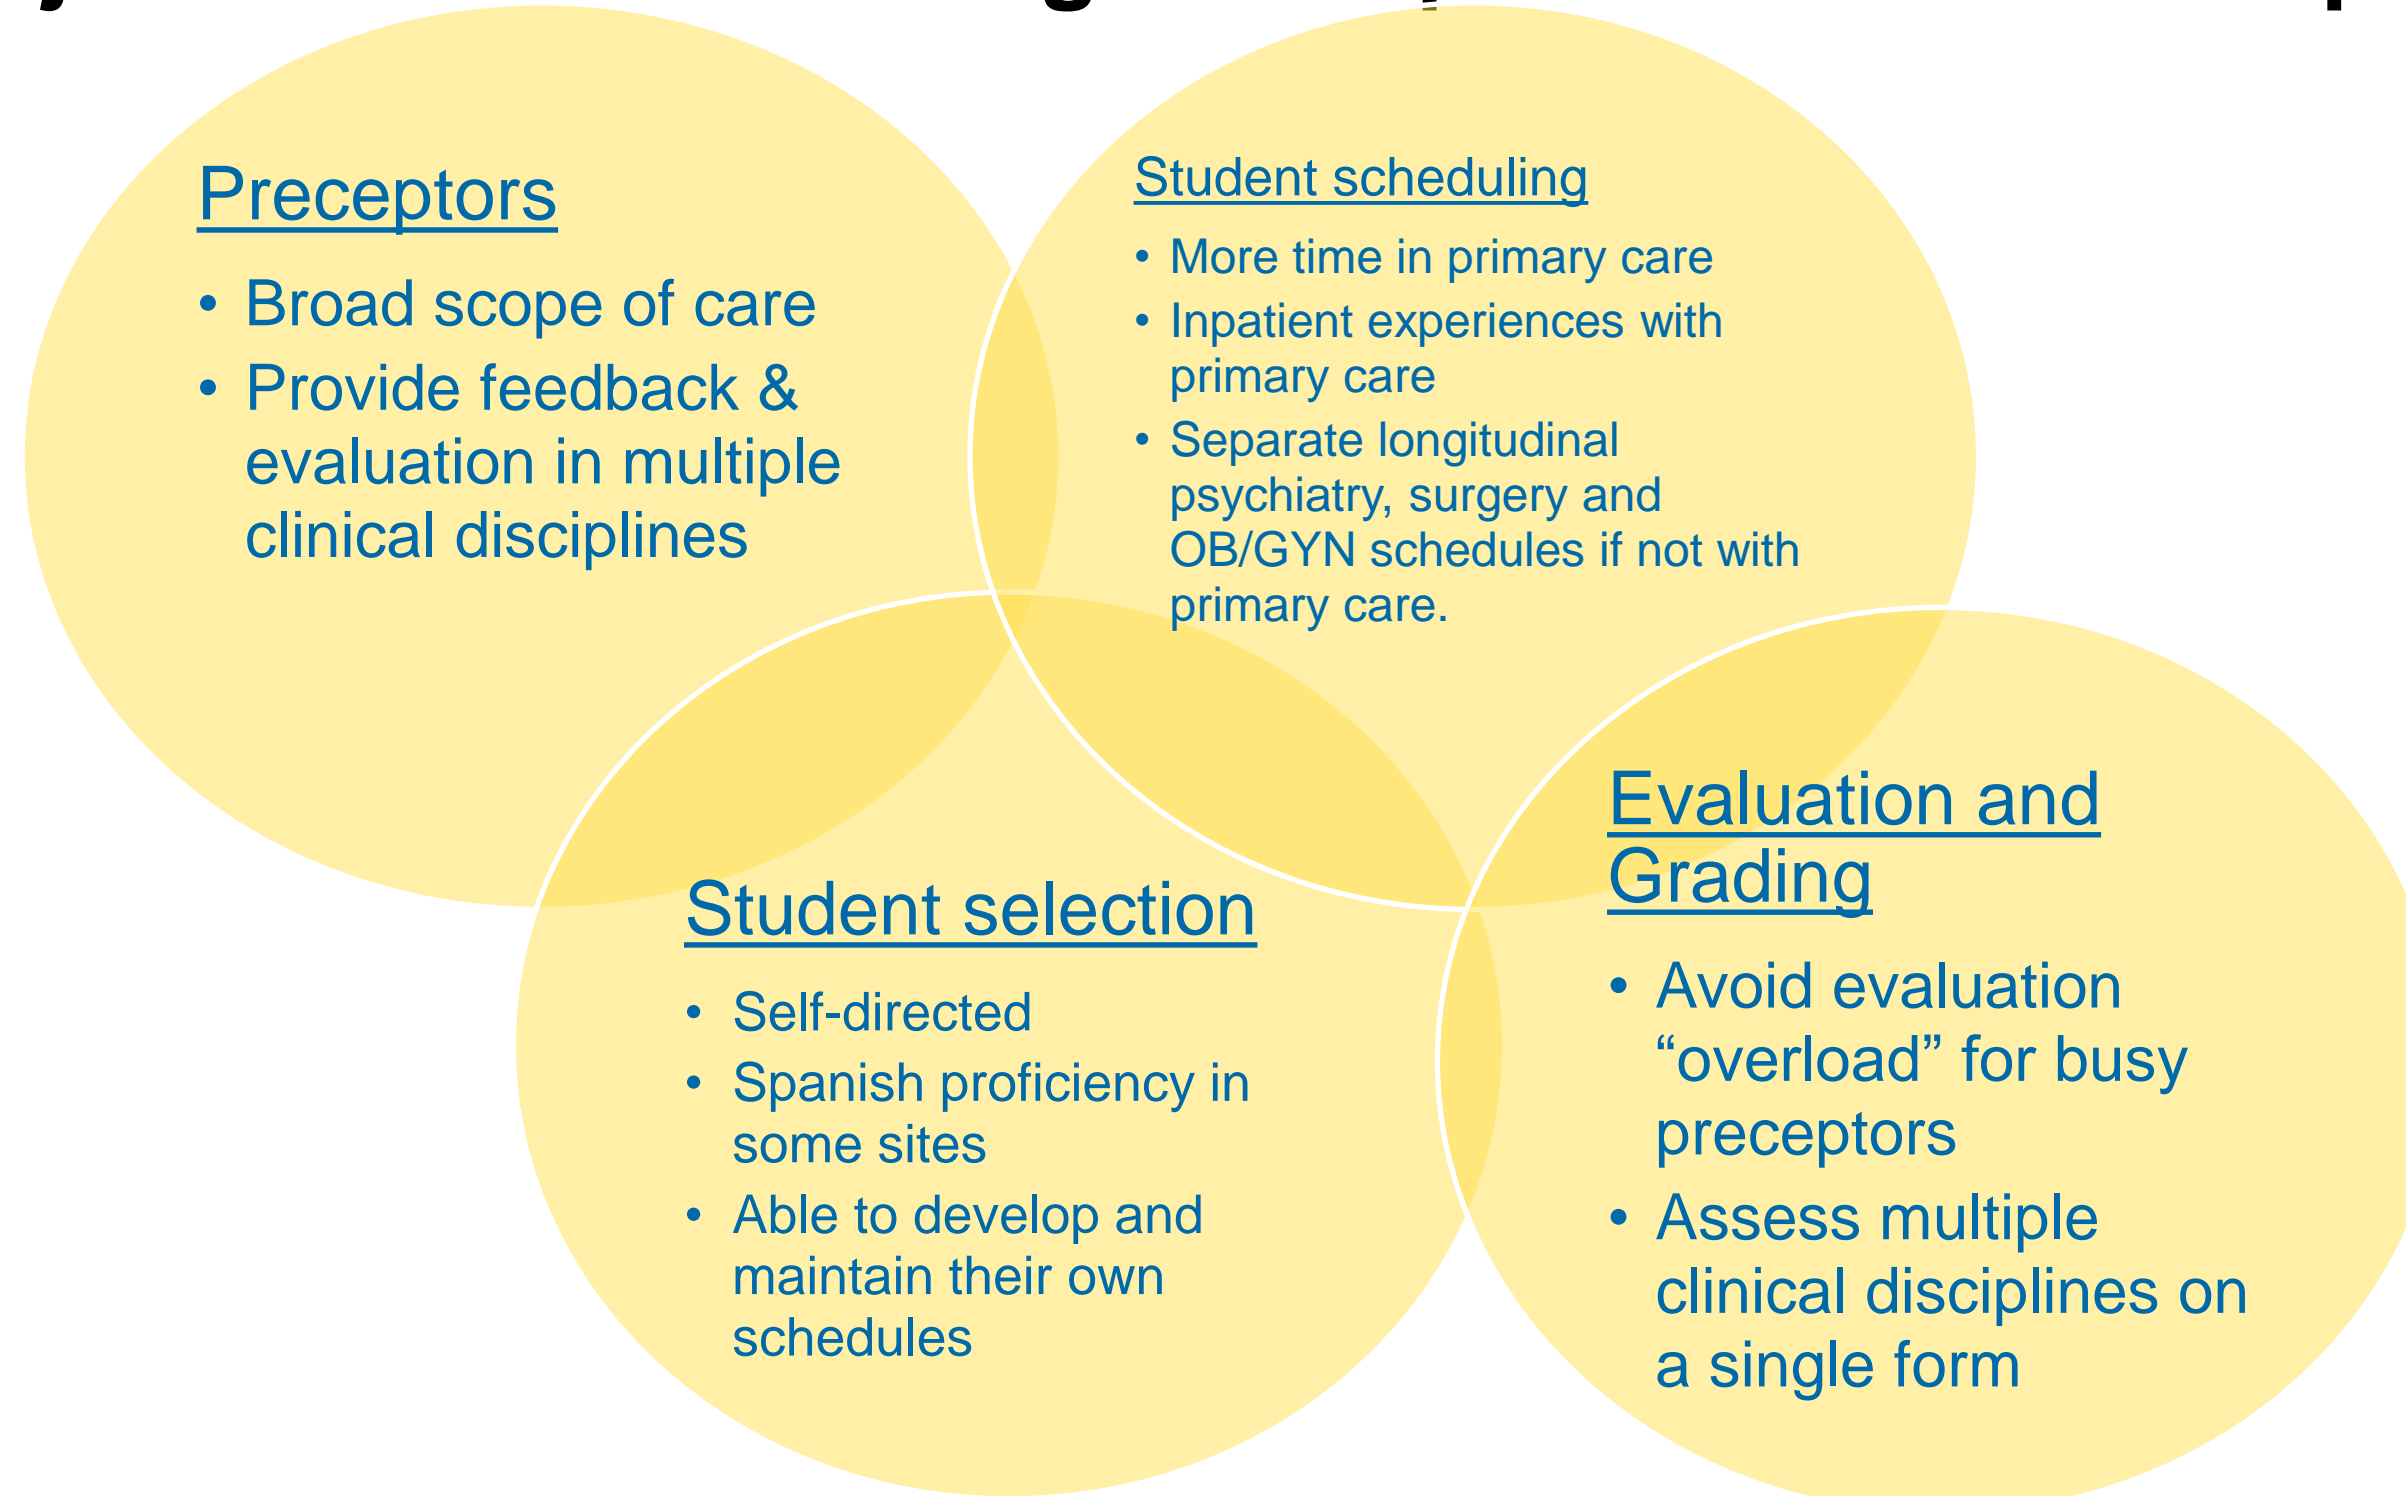 Preceptors
• Broad scope of care
• Provide feedback &
evaluation in multiple
clinical disciplines
Student scheduling
• More time in primary care
• Inpatient experiences with
primary care
• Separate longitudinal
psychiatry, surgery and
OB/GYN schedules if not with
primary care.
Student selection
• Self-directed
• Spanish proficiency in
some sites
• Able to develop and
maintain their own
schedules
Evaluation and
Grading
• Avoid evaluation
“overload” for busy
preceptors
• Assess multiple
clinical disciplines on
a single form